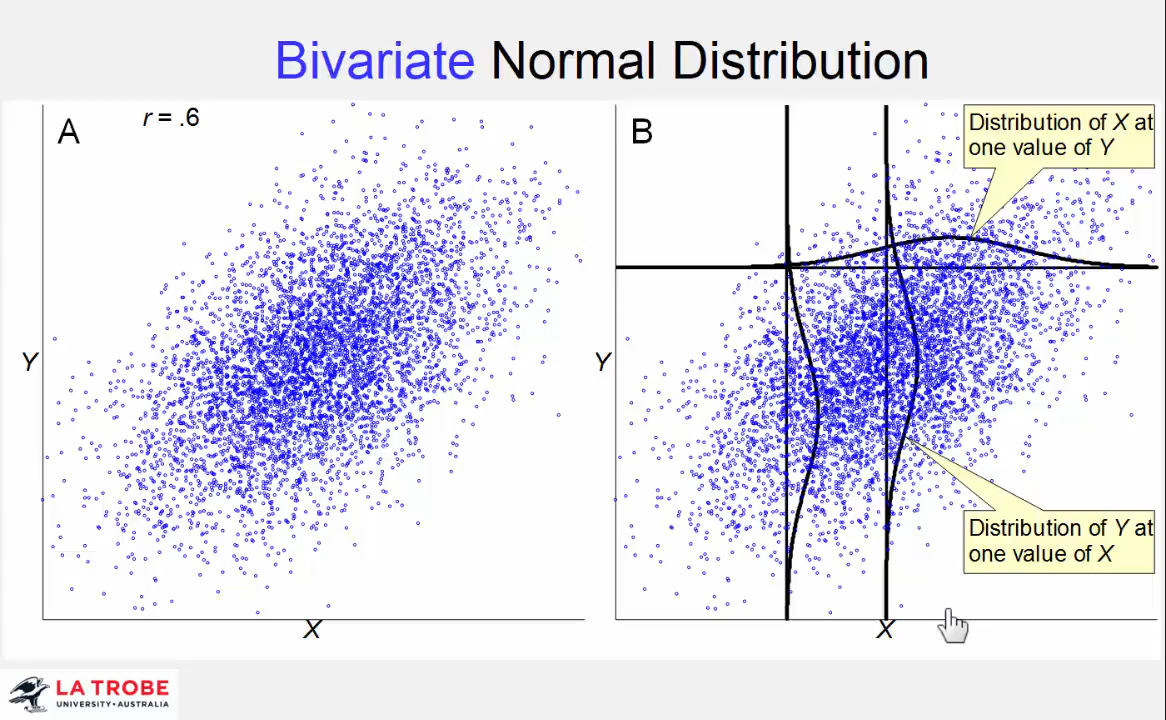 Bivariate Normal Distribution
A
r = .6
Y
X
B
Distribution of X at
one value of Y
Y
Distribution of Y at
one value of X
X
LA TROBE
UNIVERSITY • AUSTRALIA